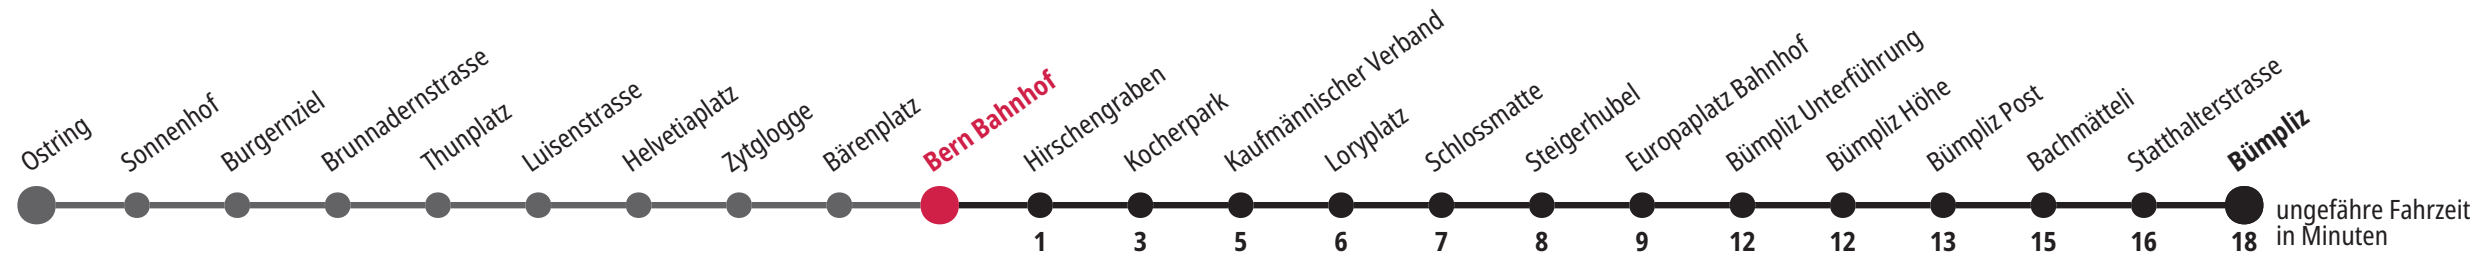 Ostring
Sonnenhof
Burgernziel
Brunnadernstrasse
Thunplatz
Luisenstrasse
Helvetiaplatz
Zytglogge
Bärenplatz
Bern Bahnhof
Hirschengraben
Kocherpark
Kaufmännischer Verband
Loryplatz
Schlossmatte
Steigerhubel
Europaplatz Bahnhof
Bümpliz Unterführung
Bümpliz Höhe
Bümpliz Post
Bachmätteli
Statthalterstrasse
Bümpliz
1 3 5 6 7 8 9 12 12 13 15 16 18
ungefähre Fahrzeit
in Minuten